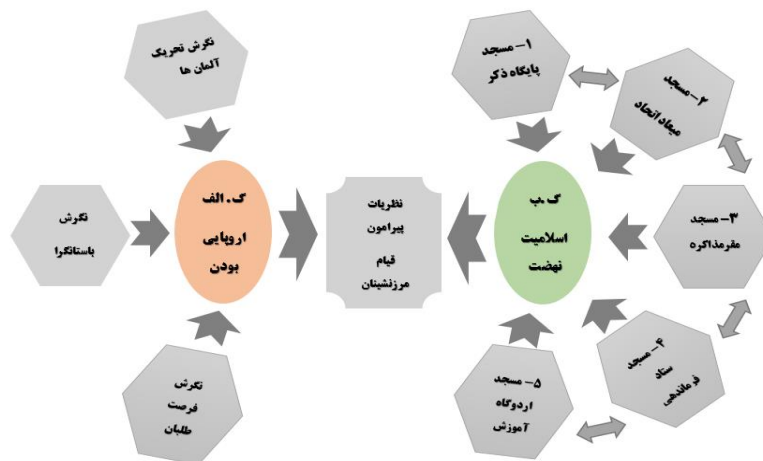 ۱- مسجد
پایگاه ذکر
۲- مسجد
میعاد اتحاد
۳- مسجد
مقرمذاکره
۴- مسجد
ستاد
فرماندهی
۵- مسجد
اردوگاه
آموزش
ک.ب
اسلامیت
نهضت
نظریات
پیرامون
قیام
مرزنشینان
ک.الف
اروپایی
بودن
نگرش تحریک
آلمان ها
نگرش
باستانگرا
نگرش
فرصت
طلبان